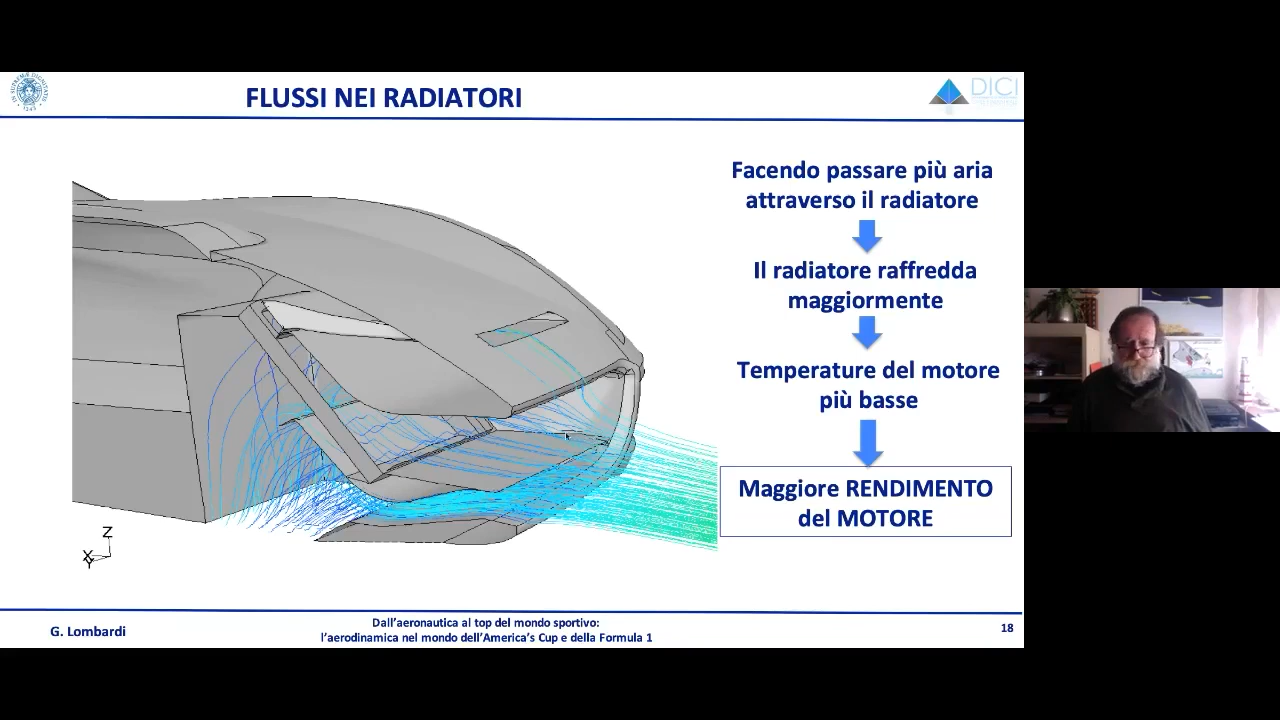 FLUSSI NEI RADIATORI
DICI
Facendo passare più aria
attraverso il radiatore
Il radiatore raffredda
maggiormente
Temperature del motore
più basse
Maggiore RENDIMENTO
del MOTORE
Z
X
Y
G. Lombardi
Dall'aeronautica al top del mondo sportivo:
l'aerodinamica nel mondo dell'America's Cup e della Formula 1
18